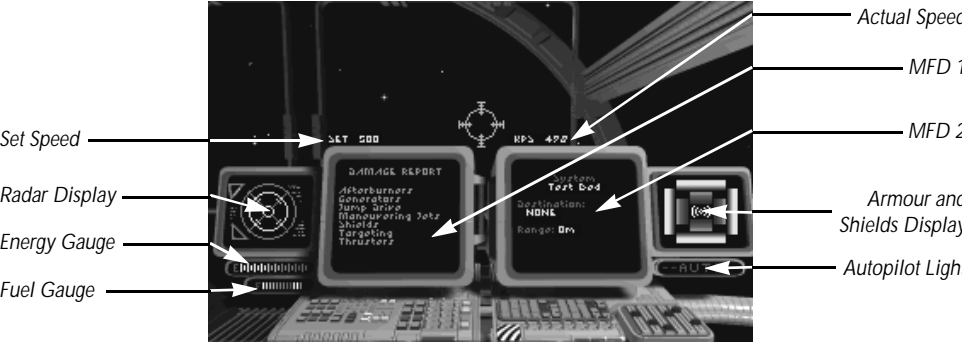 Actual Speed
MFD 1
MFD 2
Set Speed
SET 500
KPS 498
DAMAGE REPORT
Afterburners
Generators
Jump Drive
Manouvering Jets
Shields
Targeting
Thrusters
System
Test Bed
Destination:
NONE
Range: 0m
Radar Display
Armour and
Shields Display
Energy Gauge
E
Autopilot Light
--AUT
Fuel Gauge
F